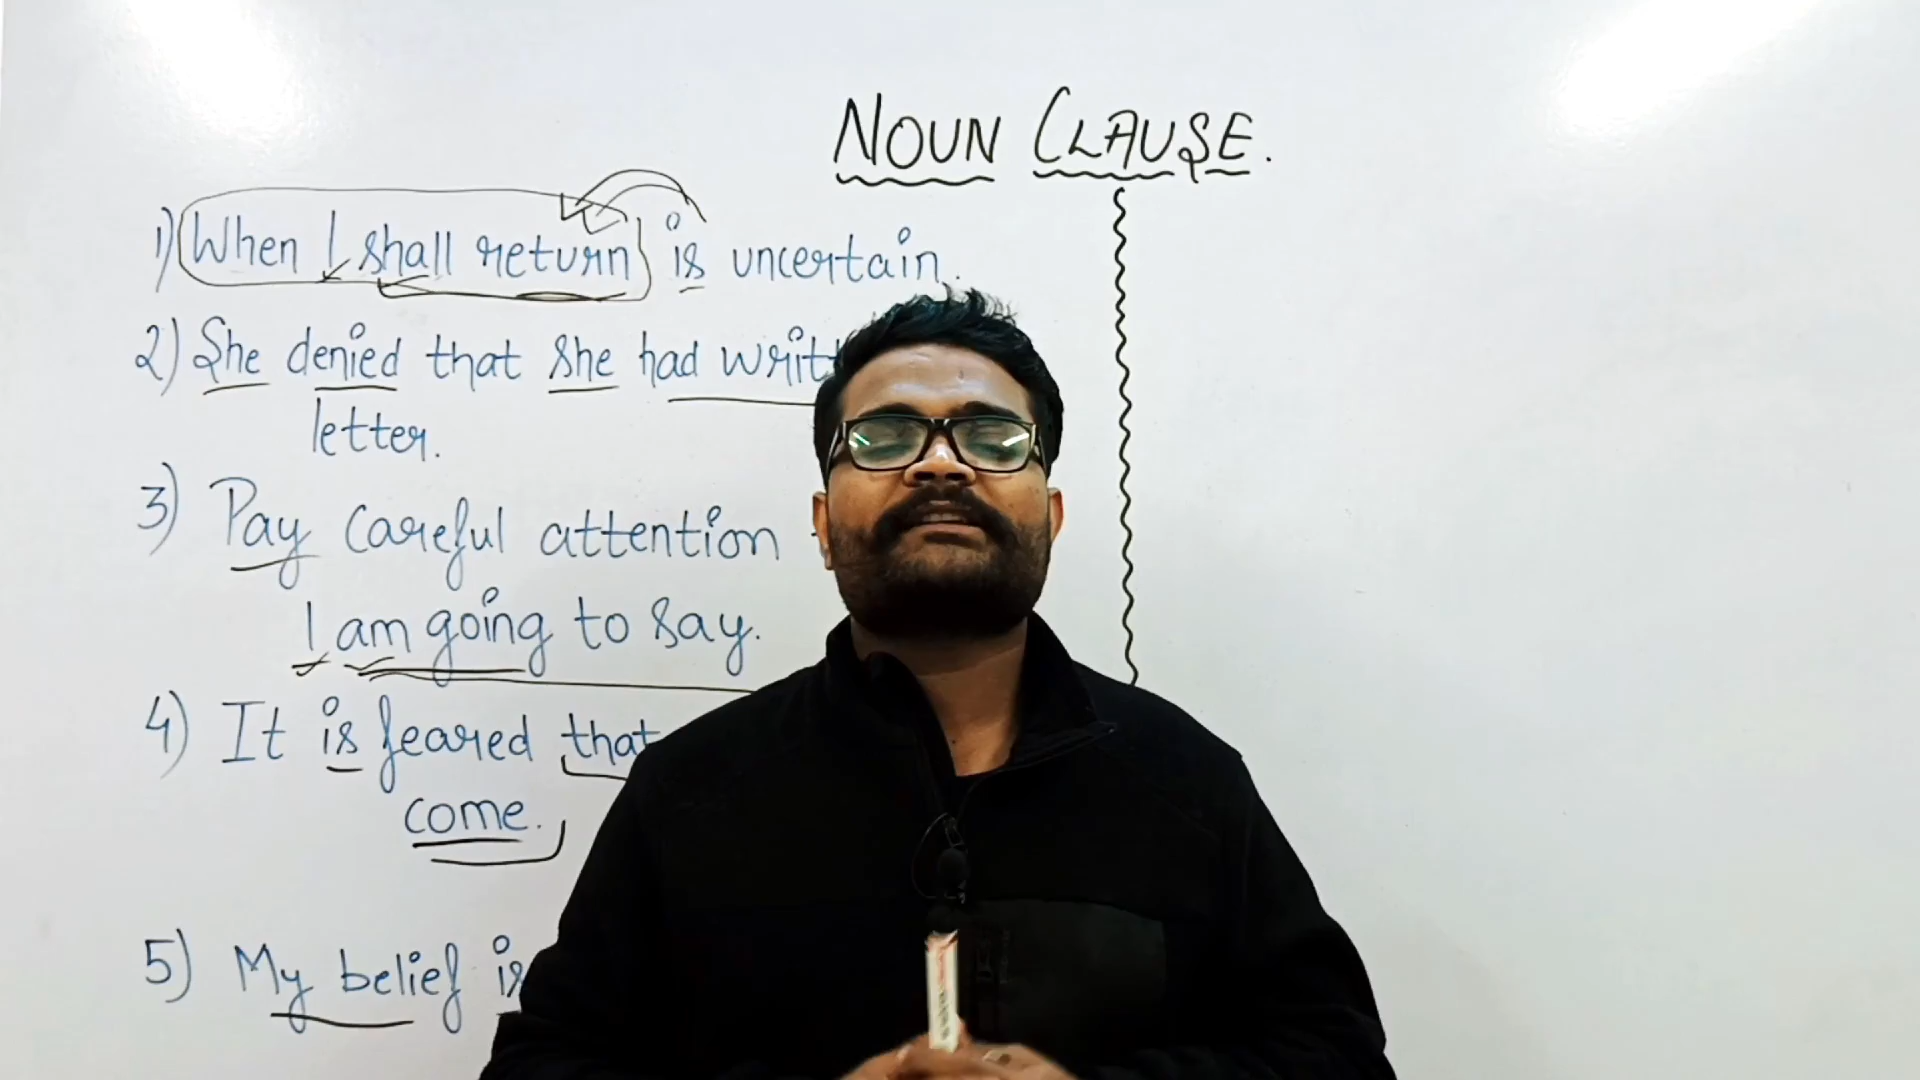 NOUN CLAUSE.
1) When I shall return is uncertain.
2) She denied that she had
letter.
3) Pay careful attention
I am going to say.
4) It is feared that
come.
5) My belief is